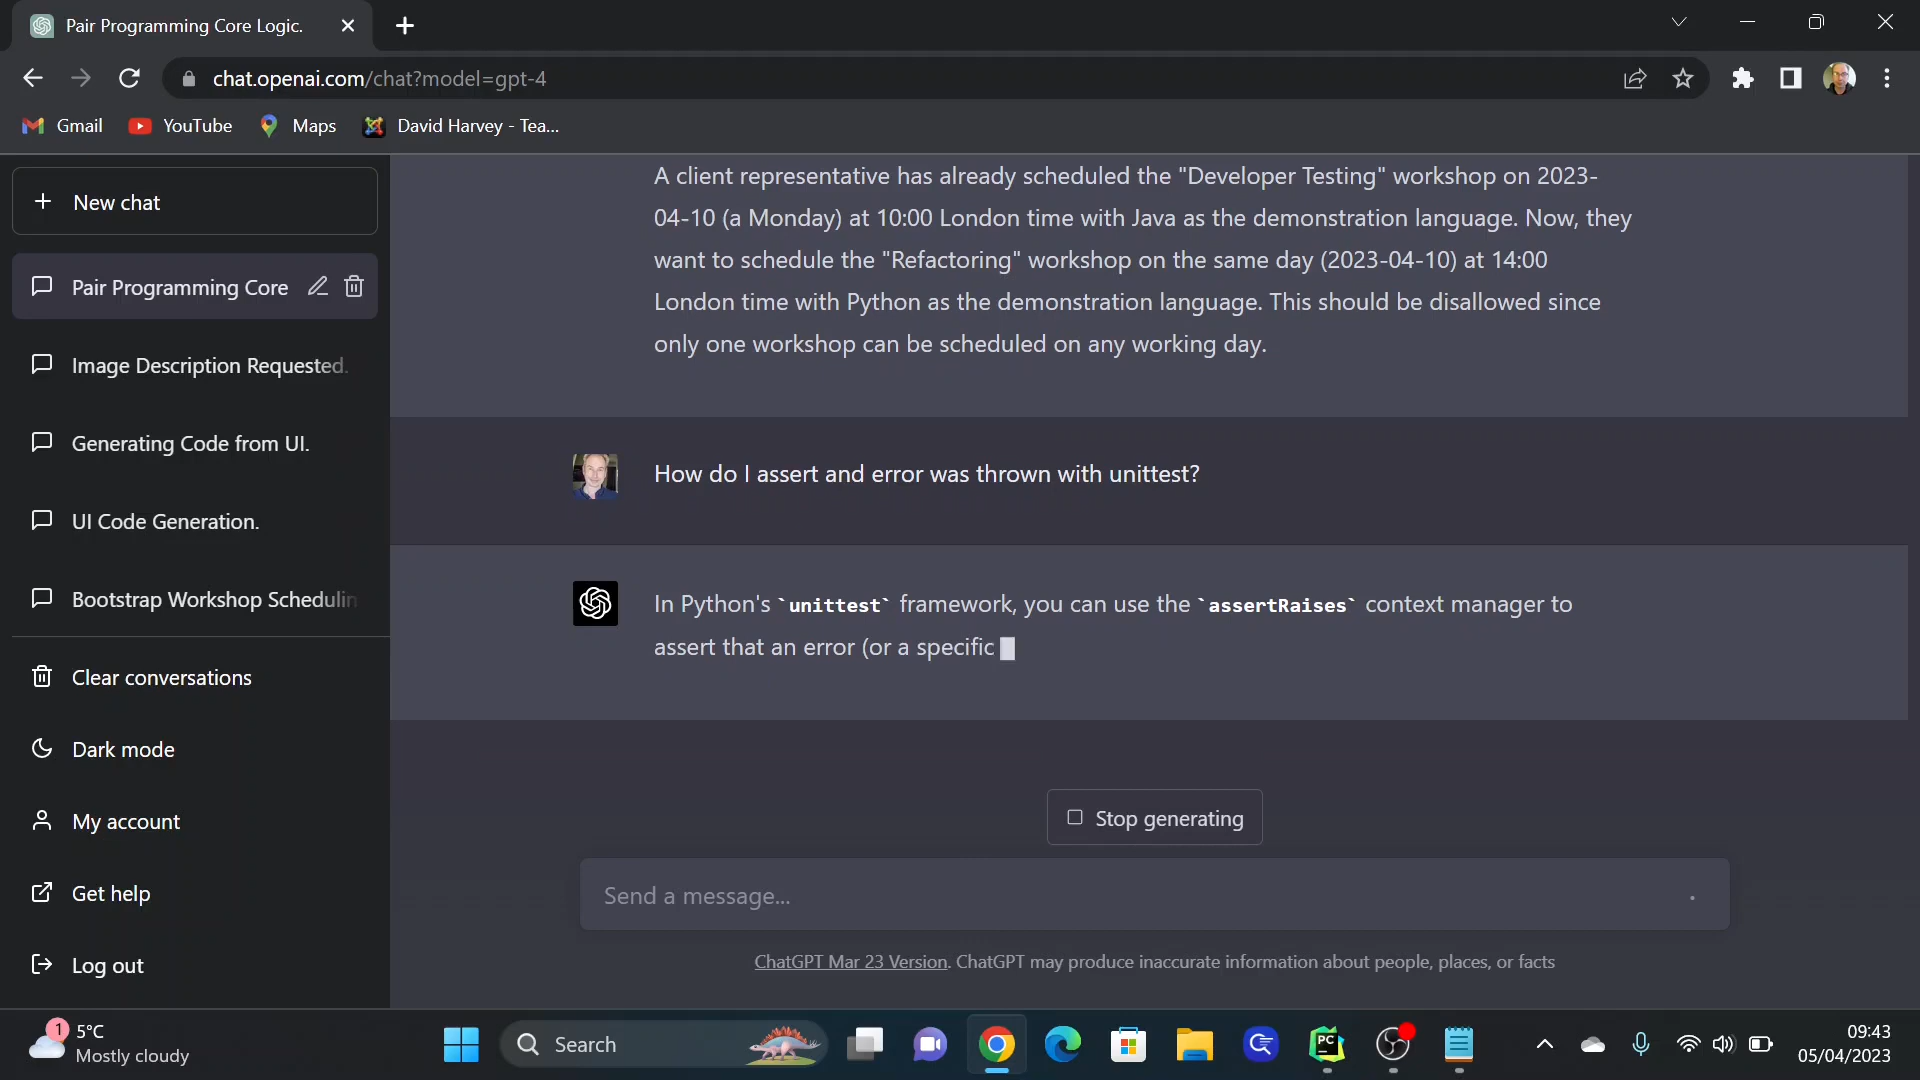 Pair Programming Core Logic.
chat.openai.com/chat?model=gpt-4
Gmail
YouTube
Maps
David Harvey - Tea...
New chat
Pair Programming Core
Image Description Requested.
Generating Code from UI.
UI Code Generation.
Bootstrap Workshop Schedulin
Clear conversations
Dark mode
My account
Get help
Log out
A client representative has already scheduled the "Developer Testing" workshop on 2023-
04-10 (a Monday) at 10:00 London time with Java as the demonstration language. Now, they
want to schedule the "Refactoring" workshop on the same day (2023-04-10) at 14:00
London time with Python as the demonstration language. This should be disallowed since
only one workshop can be scheduled on any working day.
How do I assert and error was thrown with unittest?
In Python's `unittest` framework, you can use the `assertRaises` context manager to
assert that an error (or a specific
Stop generating
Send a message...
ChatGPT Mar 23 Version. ChatGPT may produce inaccurate information about people, places, or facts
1
5°C
Mostly cloudy
Search
PC
09:43
05/04/2023